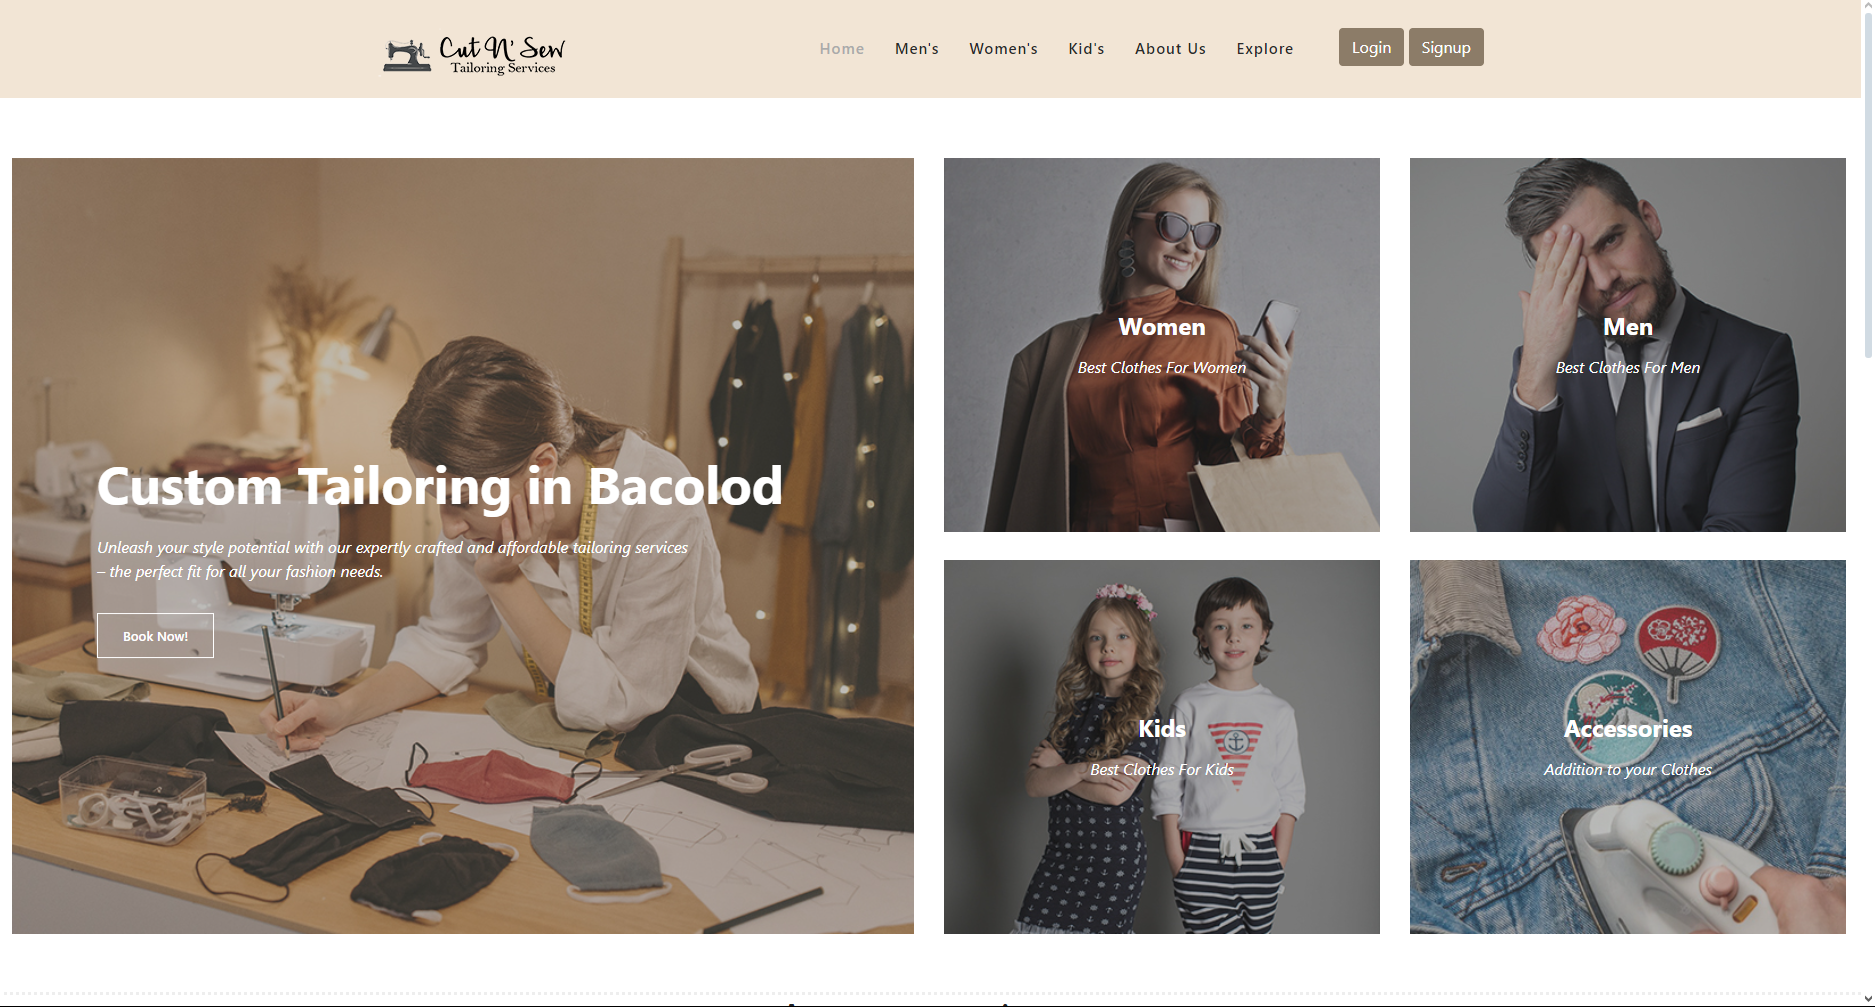 Cut N' Sew
Tailoring Services
Home Men's Women's Kid's About Us Explore Login Signup
Custom Tailoring in Bacolod
Unleash your style potential with our expertly crafted and affordable tailoring services
– the perfect fit for all your fashion needs.
Book Now!
Women
Best Clothes For Women
Men
Best Clothes For Men
Kids
Best Clothes For Kids
Accessories
Addition to your Clothes